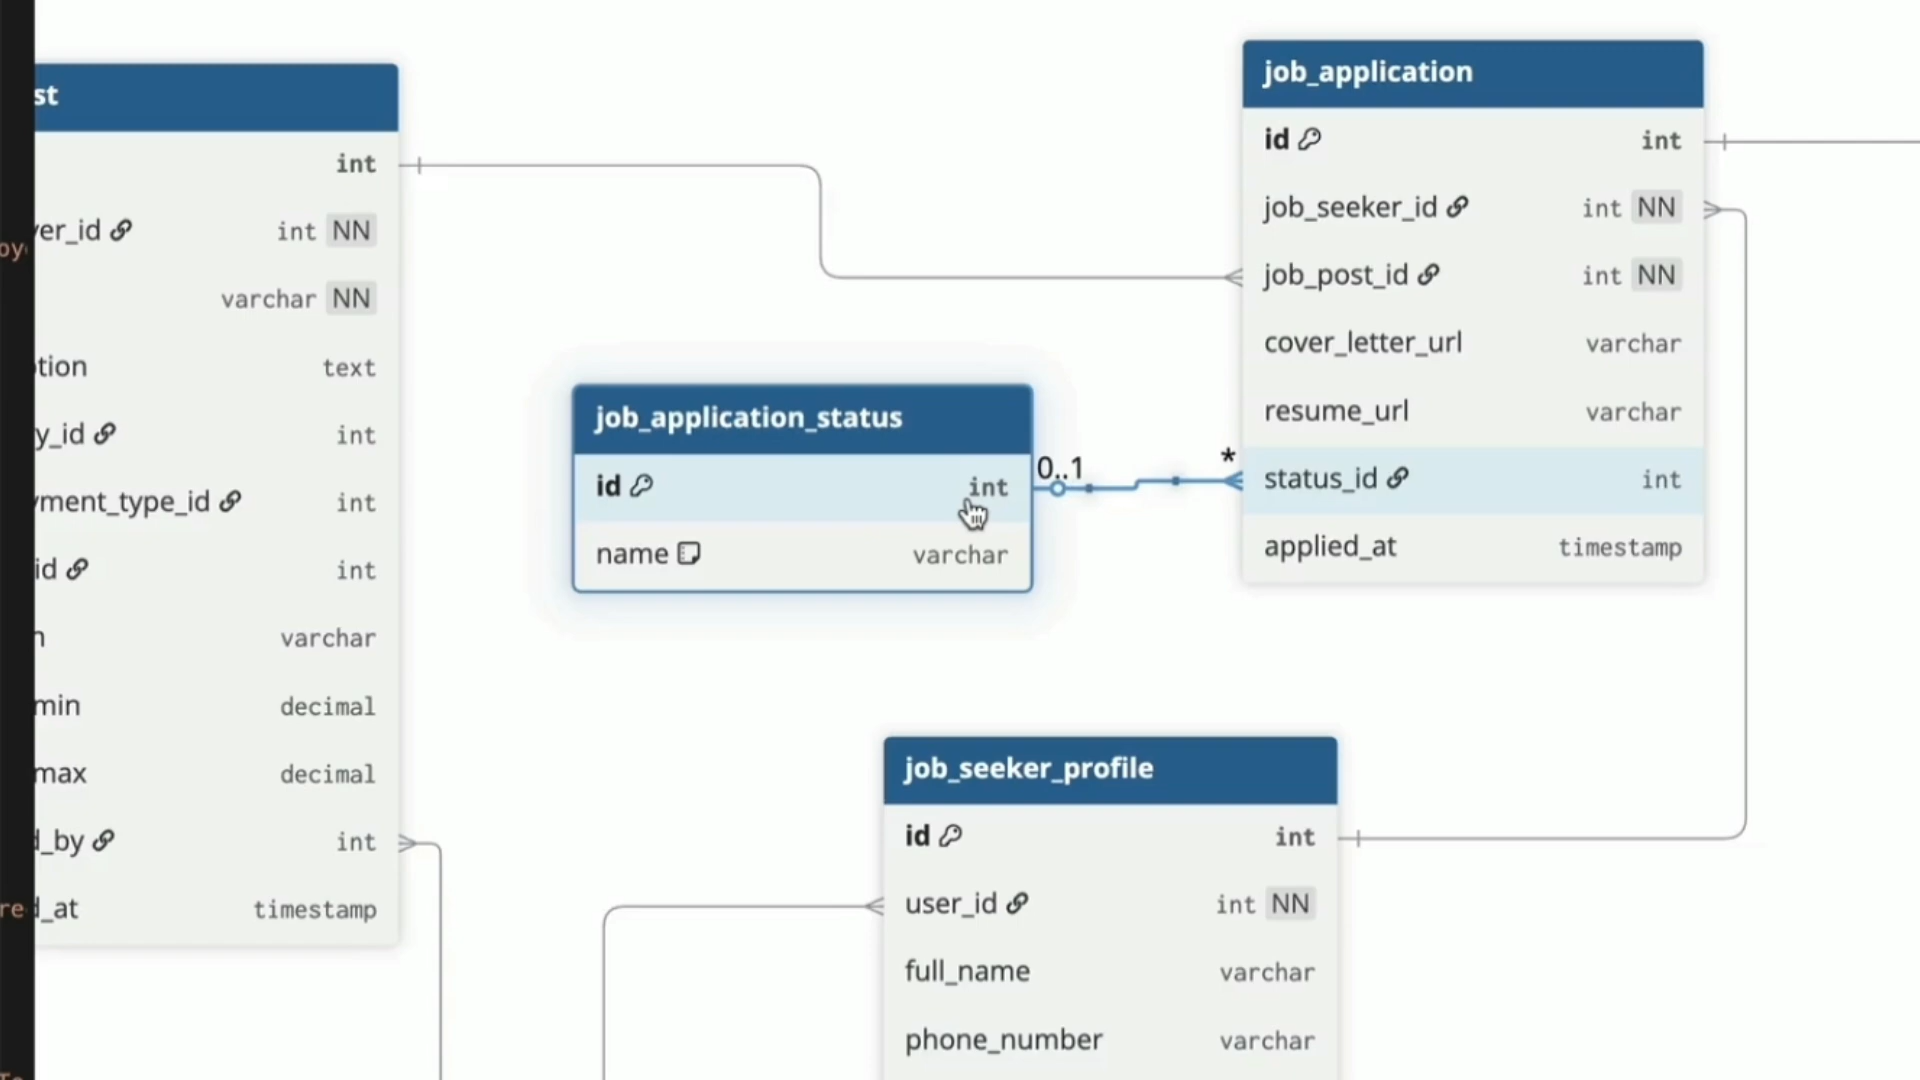 st
int
er_id int NN
varchar NN
tion text
y_id int
ment_type_id int
id int
varchar
min decimal
max decimal
_by int
_at timestamp
oy
re
job_application
id int
job_seeker_id int NN
job_post_id int NN
cover_letter_url varchar
resume_url varchar
status_id int
applied_at timestamp
job_application_status
id int
name varchar
0..1 *
job_seeker_profile
id int
user_id int NN
full_name varchar
phone_number varchar